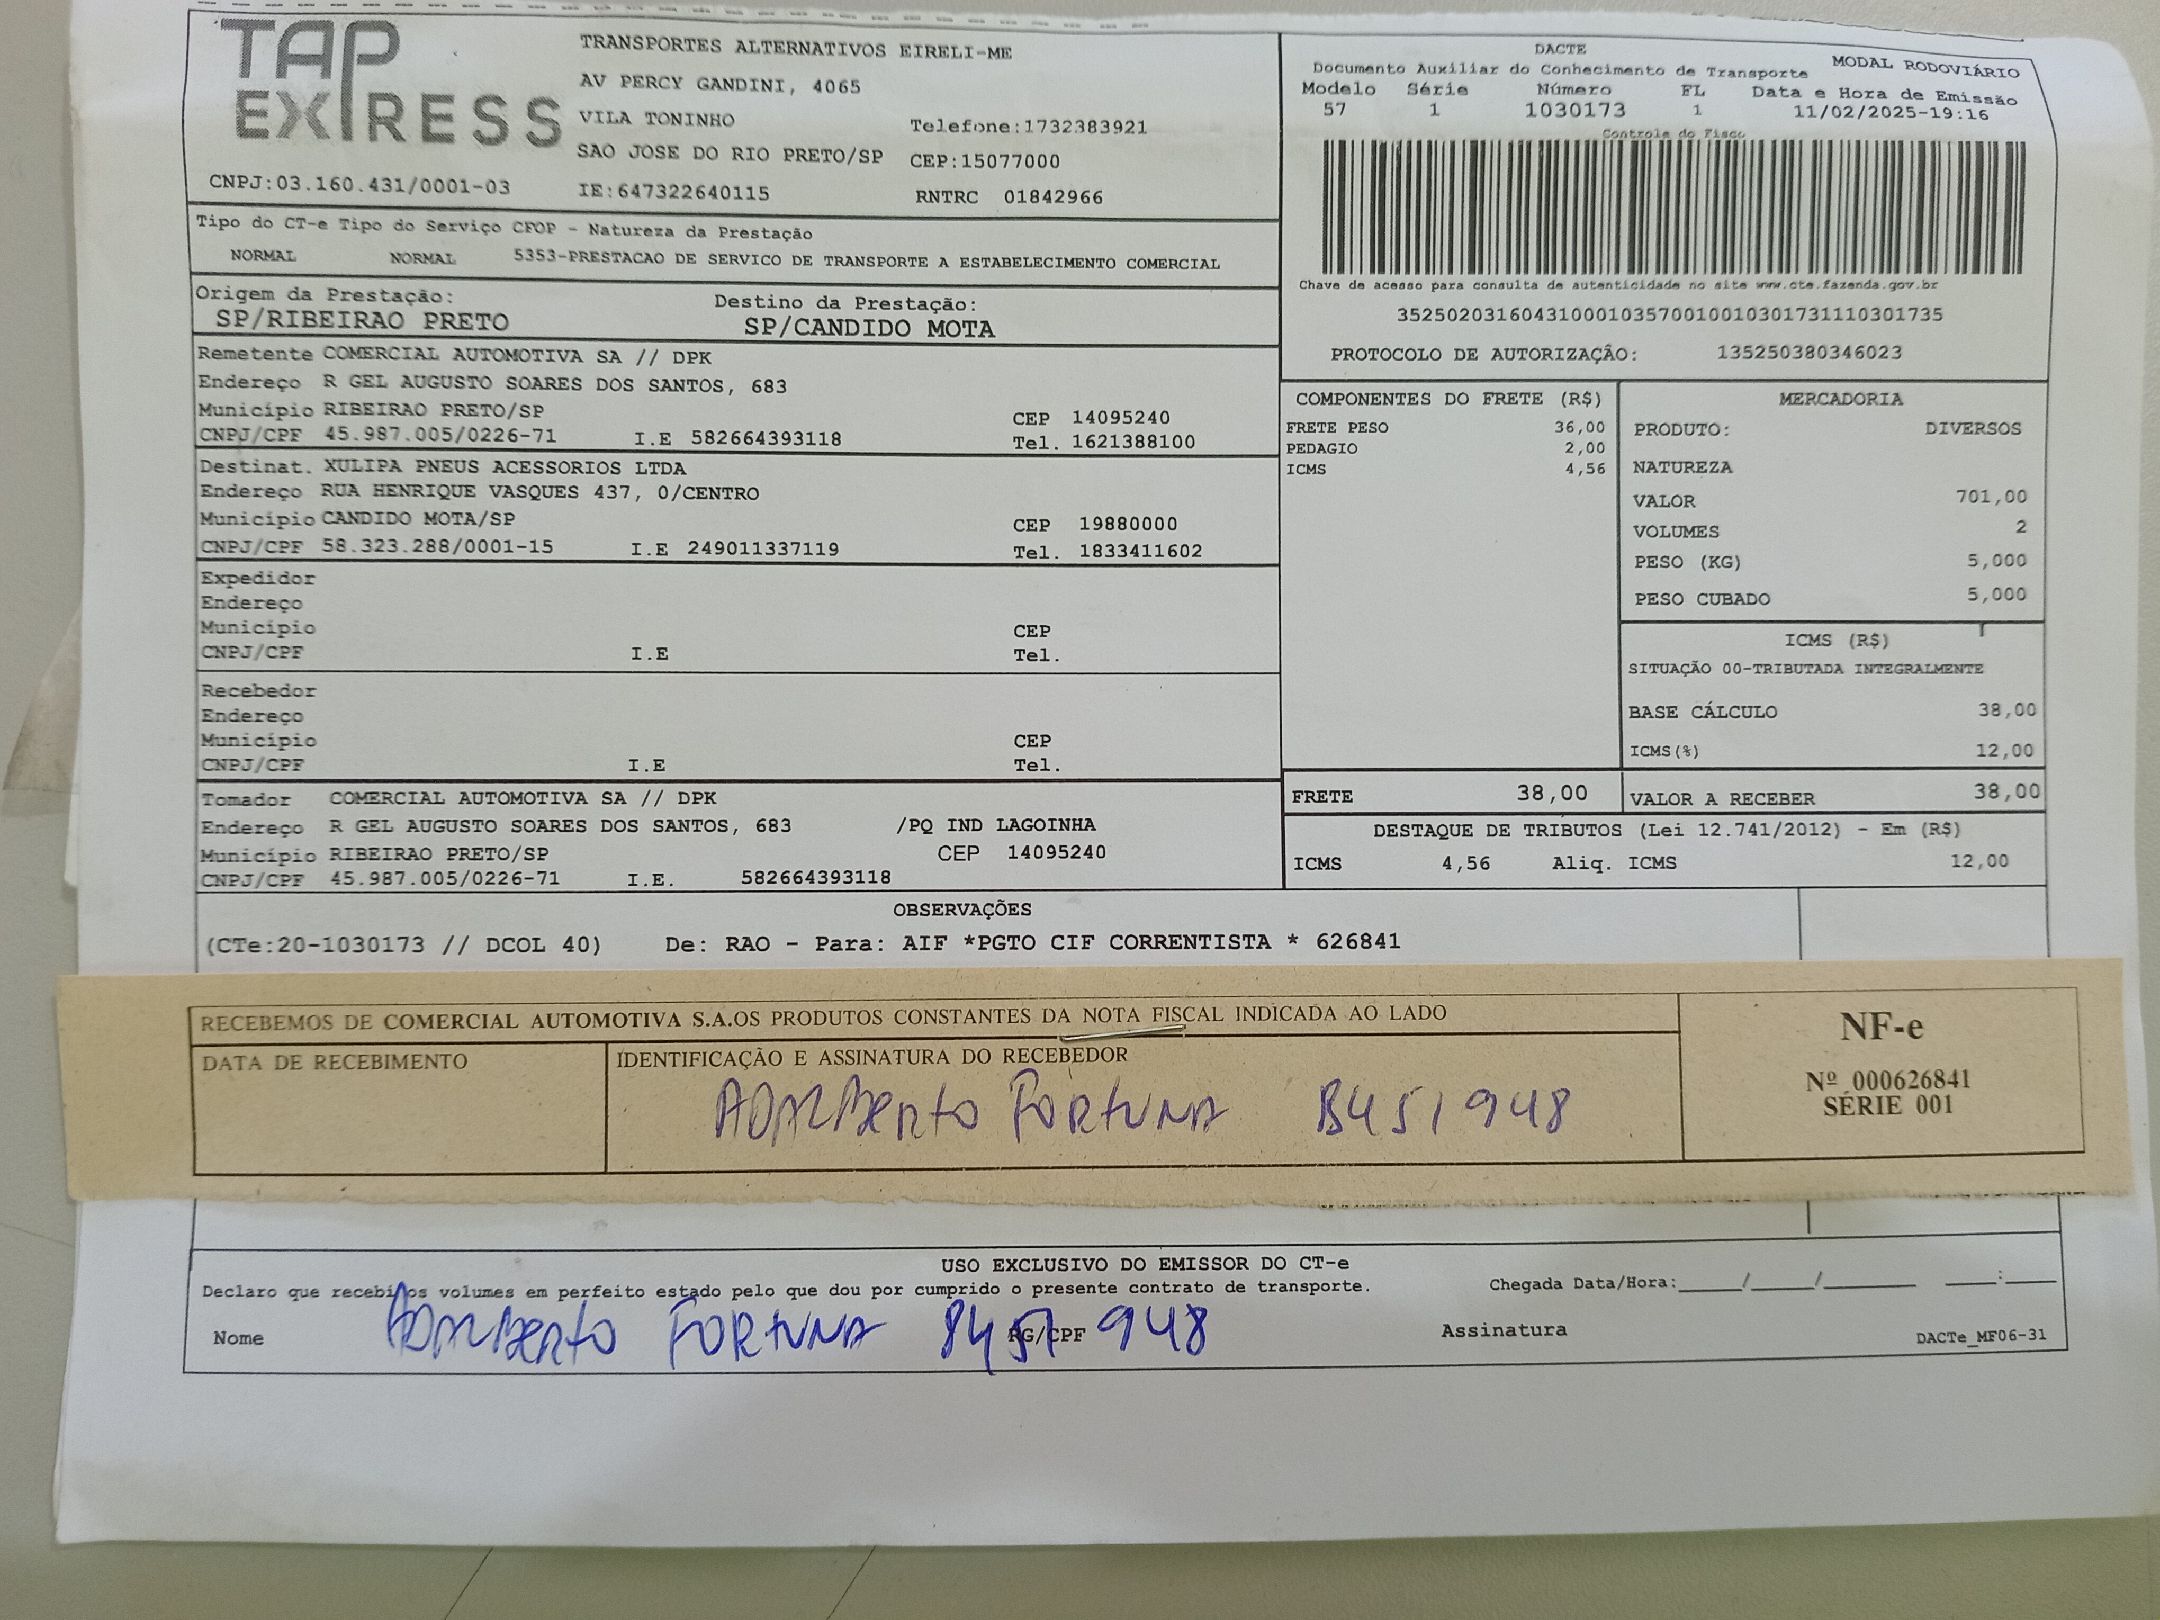 TAP
EXPRESS
TRANSPORTES ALTERNATIVOS EIRELI-ME
AV PERCY GANDINI, 4065
VILA TONINHO Telefone:1732383921
SAO JOSE DO RIO PRETO/SP CEP:15077000
CNPJ:03.160.431/0001-03 IE:647322640115 RNTRC 01842966
DACTE
Documento Auxiliar do Conhecimento de Transporte MODAL RODOVIÁRIO
Modelo Série Número FL Data e Hora de Emissão
57 1 1030173 1 11/02/2025-19:16
Controle do Fisco
Chave de acesso para consulta de autenticidade no site www.cte.fazenda.gov.br
35250203160431000103570010010301731110301735
PROTOCOLO DE AUTORIZAÇÃO: 135250380346023
Tipo do CT-e Tipo do Serviço CFOP - Natureza da Prestação
NORMAL NORMAL 5353-PRESTACAO DE SERVICO DE TRANSPORTE A ESTABELECIMENTO COMERCIAL
Origem da Prestação: Destino da Prestação:
SP/RIBEIRAO PRETO SP/CANDIDO MOTA
Remetente COMERCIAL AUTOMOTIVA SA // DPK
Endereço R GEL AUGUSTO SOARES DOS SANTOS, 683
Município RIBEIRAO PRETO/SP CEP 14095240
CNPJ/CPF 45.987.005/0226-71 I.E 582664393118 Tel. 1621388100
Destinat. XULIPA PNEUS ACESSORIOS LTDA
Endereço RUA HENRIQUE VASQUES 437, 0/CENTRO
Município CANDIDO MOTA/SP CEP 19880000
CNPJ/CPF 58.323.288/0001-15 I.E 249011337119 Tel. 1833411602
Expedidor
Endereço
Município CEP
CNPJ/CPF I.E Tel.
Recebedor
Endereço
Município CEP
CNPJ/CPF I.E Tel.
Tomador COMERCIAL AUTOMOTIVA SA // DPK
Endereço R GEL AUGUSTO SOARES DOS SANTOS, 683 /PQ IND LAGOINHA
Município RIBEIRAO PRETO/SP CEP 14095240
CNPJ/CPF 45.987.005/0226-71 I.E. 582664393118
COMPONENTES DO FRETE (R$)
FRETE PESO 36,00
PEDAGIO 2,00
ICMS 4,56
MERCADORIA
PRODUTO: DIVERSOS
NATUREZA
VALOR 701,00
VOLUMES 2
PESO (KG) 5,000
PESO CUBADO 5,000
ICMS (R$)
SITUAÇÃO 00-TRIBUTADA INTEGRALMENTE
BASE CÁLCULO 38,00
ICMS(%) 12,00
FRETE 38,00 VALOR A RECEBER 38,00
DESTAQUE DE TRIBUTOS (Lei 12.741/2012) - Em (R$)
ICMS 4,56 Aliq. ICMS 12,00
OBSERVAÇÕES
(CTe:20-1030173 // DCOL 40) De: RAO - Para: AIF *PGTO CIF CORRENTISTA * 626841
RECEBEMOS DE COMERCIAL AUTOMOTIVA S.A.OS PRODUTOS CONSTANTES DA NOTA FISCAL INDICADA AO LADO
DATA DE RECEBIMENTO
IDENTIFICAÇÃO E ASSINATURA DO RECEBEDOR
ADALBERTO FORTUNA 8451948
NF-e
Nº 000626841
SÉRIE 001
USO EXCLUSIVO DO EMISSOR DO CT-e
Declaro que recebi os volumes em perfeito estado pelo que dou por cumprido o presente contrato de transporte. Chegada Data/Hora:_____/_____/_______ ____:____
Nome ADALBERTO FORTUNA 8451948 RG/CPF Assinatura DACTe_MF06-31